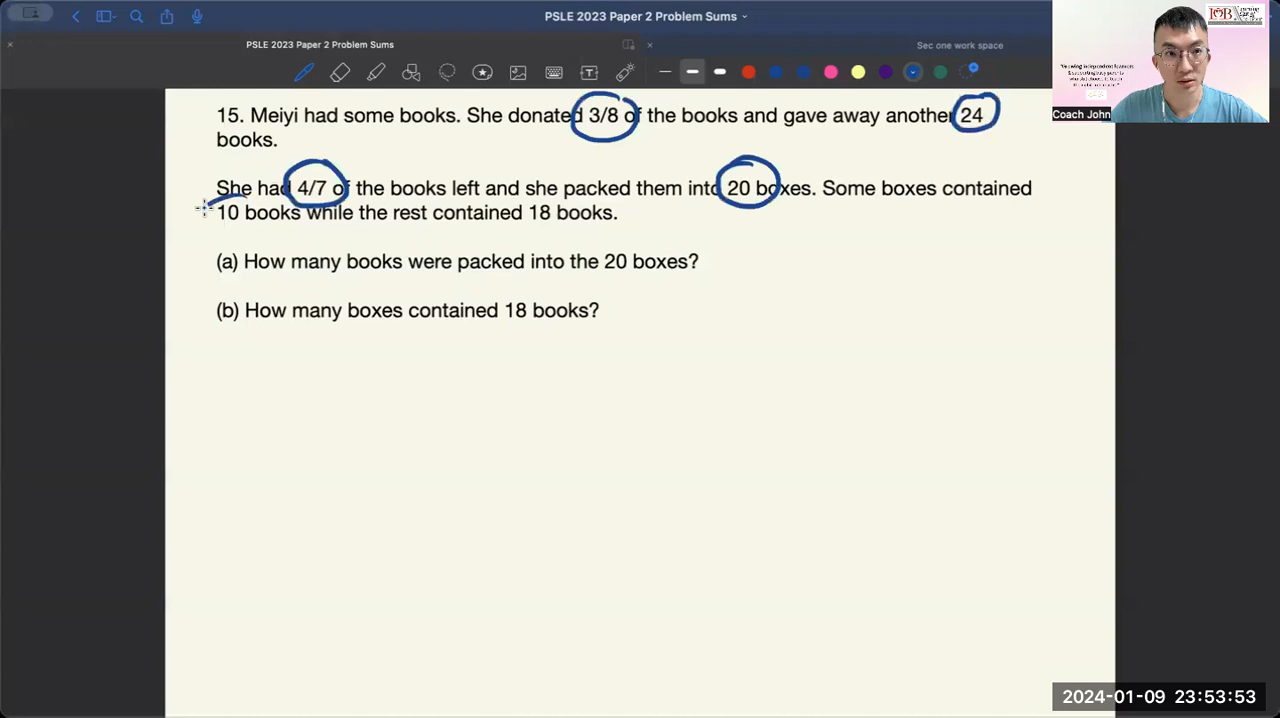 PSLE 2023 Paper 2 Problem Sums
PSLE 2023 Paper 2 Problem Sums
Sec one work space
15. Meiyi had some books. She donated 3/8 of the books and gave away another 24
books.
She had 4/7 of the books left and she packed them into 20 boxes. Some boxes contained
10 books while the rest contained 18 books.
(a) How many books were packed into the 20 boxes?
(b) How many boxes contained 18 books?
Coach John
2024-01-09 23:53:53